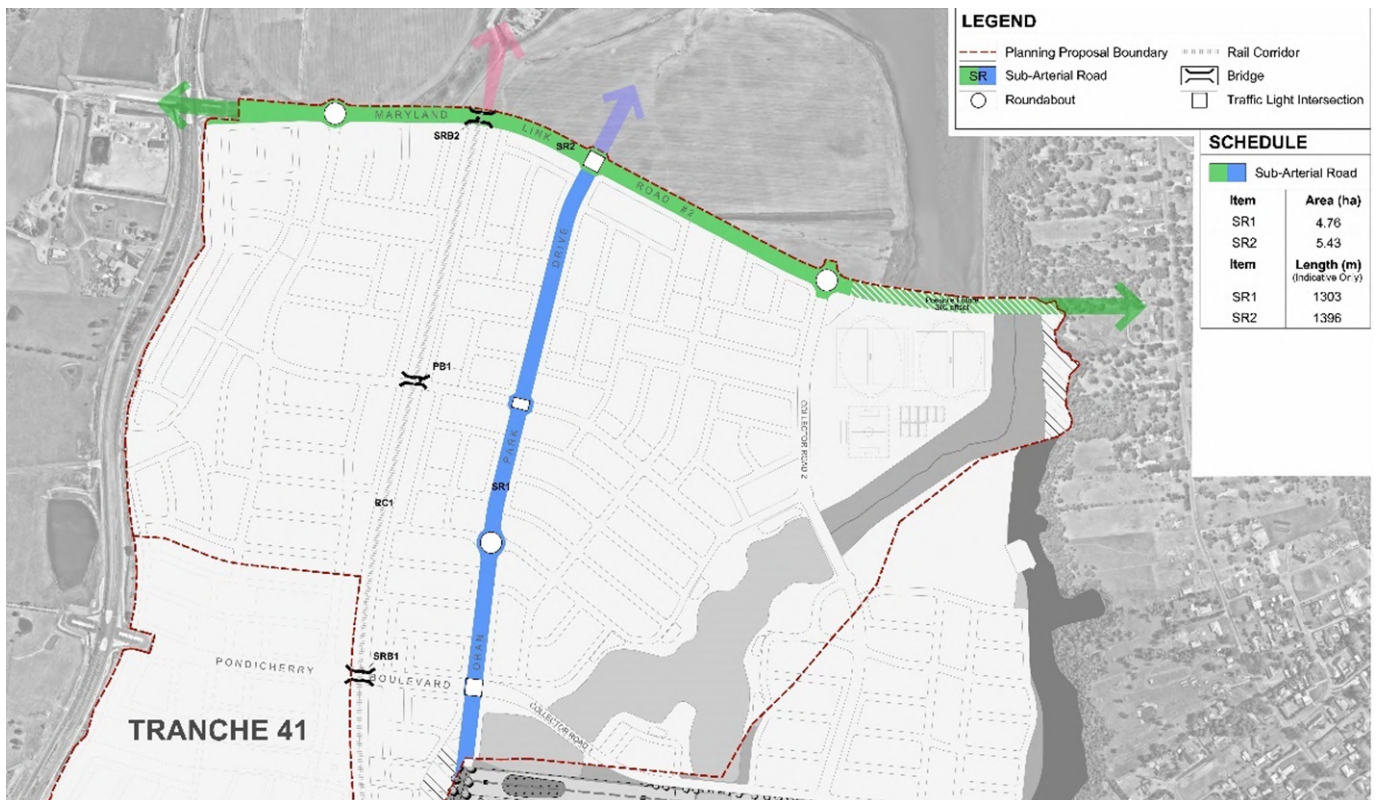 LEGEND
Planning Proposal Boundary
Rail Corridor
SR
Sub-Arterial Road
Bridge
Roundabout
Traffic Light Intersection
SCHEDULE
Sub-Arterial Road
Item Area (ha)
SR1 4.76
SR2 5.43
Item Length (m)
(Indicative Only)
SR1 1303
SR2 1396
MARYLAND
LINK
ROAD #2
SRB2
SR2
DRIVE
PB1
PARK
SR1
RC1
COLLECTOR ROAD 2
ORAN
SRB1
PONDICHERRY
BOULEVARD
COLLECTOR ROAD
TRANCHE 41